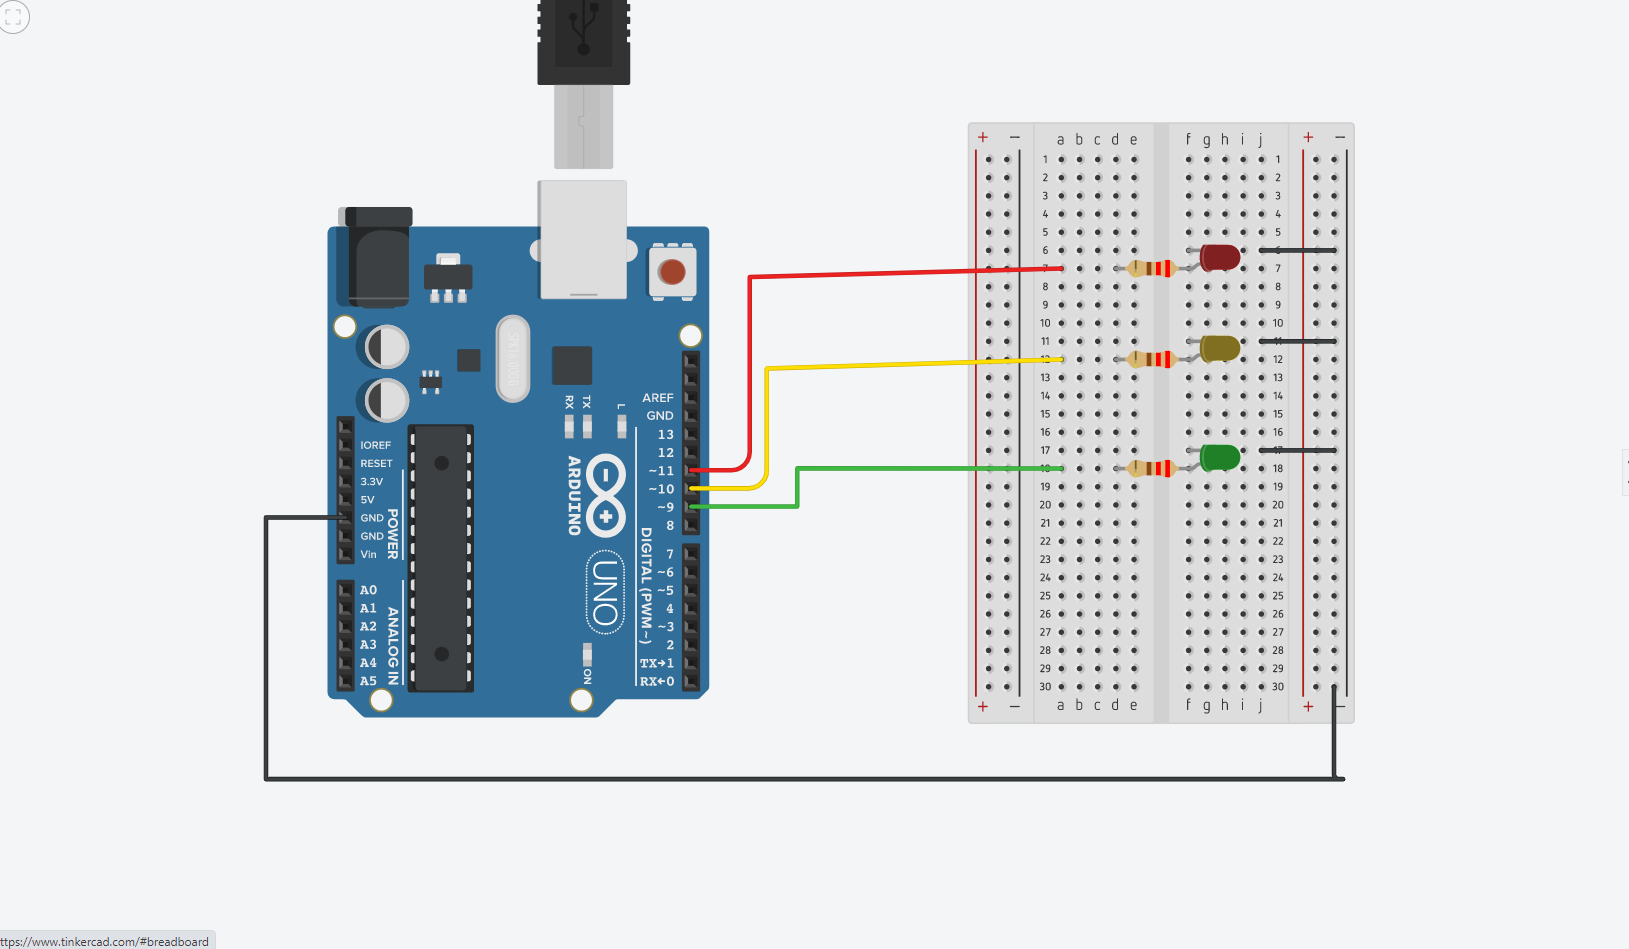 + − a b c d e f g h i j + −
1 1
2 2
3 3
4 4
5 5
6 6
7 7
8 8
9 9
10 10
11 11
12 12
13 13
14 14
15 15
16 16
17 17
18 18
19 19
20 20
21 21
22 22
23 23
24 24
25 25
26 26
27 27
28 28
29 29
30 30
+ − a b c d e f g h i j + −
RX TX L
AREF
GND
13
12
~11
~10
~9
8
7
~6
~5
4
~3
2
TX→1
RX←0
DIGITAL (PWM ~)
ARDUINO
UNO
ON
IOREF
RESET
3.3V
5V
GND
GND
Vin
POWER
A0
A1
A2
A3
A4
A5
ANALOG IN
ttps://www.tinkercad.com/#breadboard